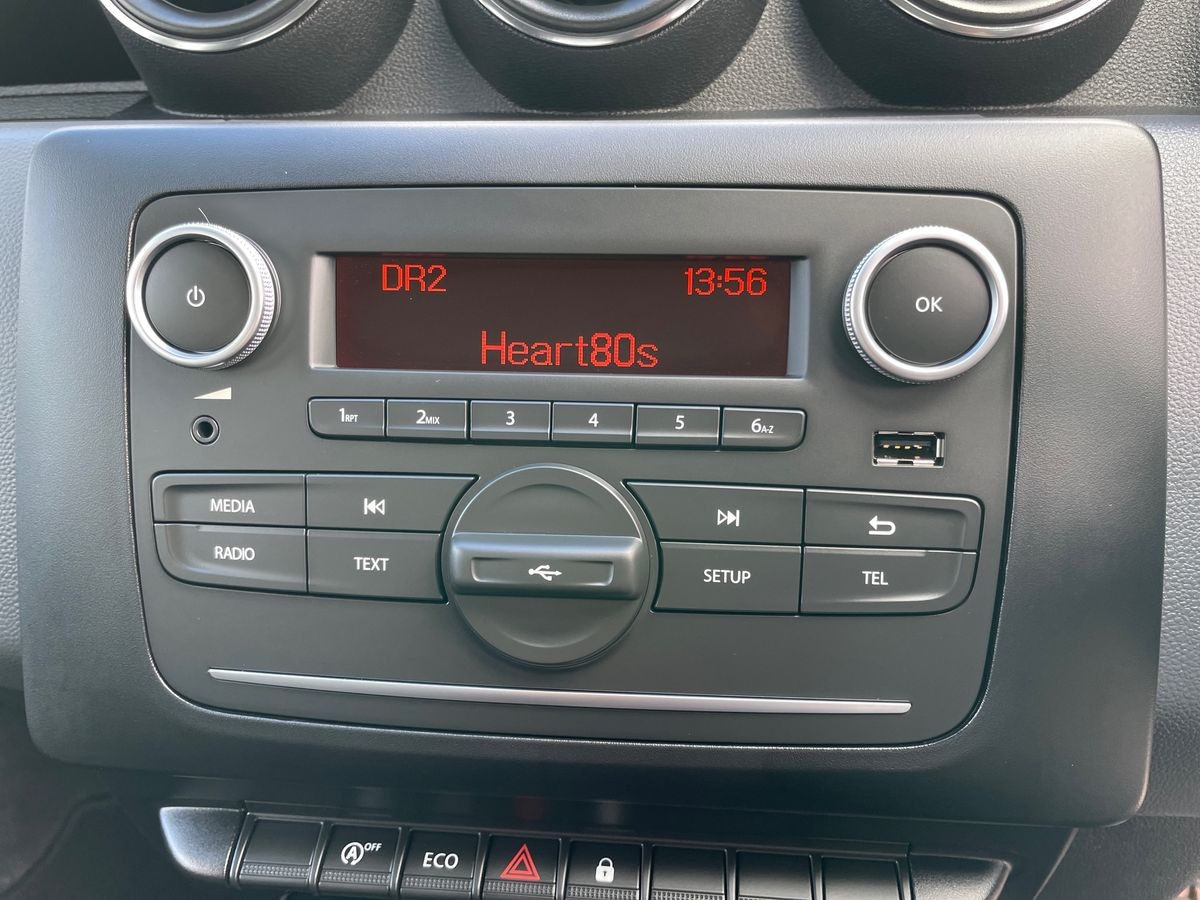 DR2 13:56
Heart80s
OK
1RPT 2MIX 3 4 5 6A-Z
MEDIA
RADIO TEXT SETUP TEL
A OFF ECO